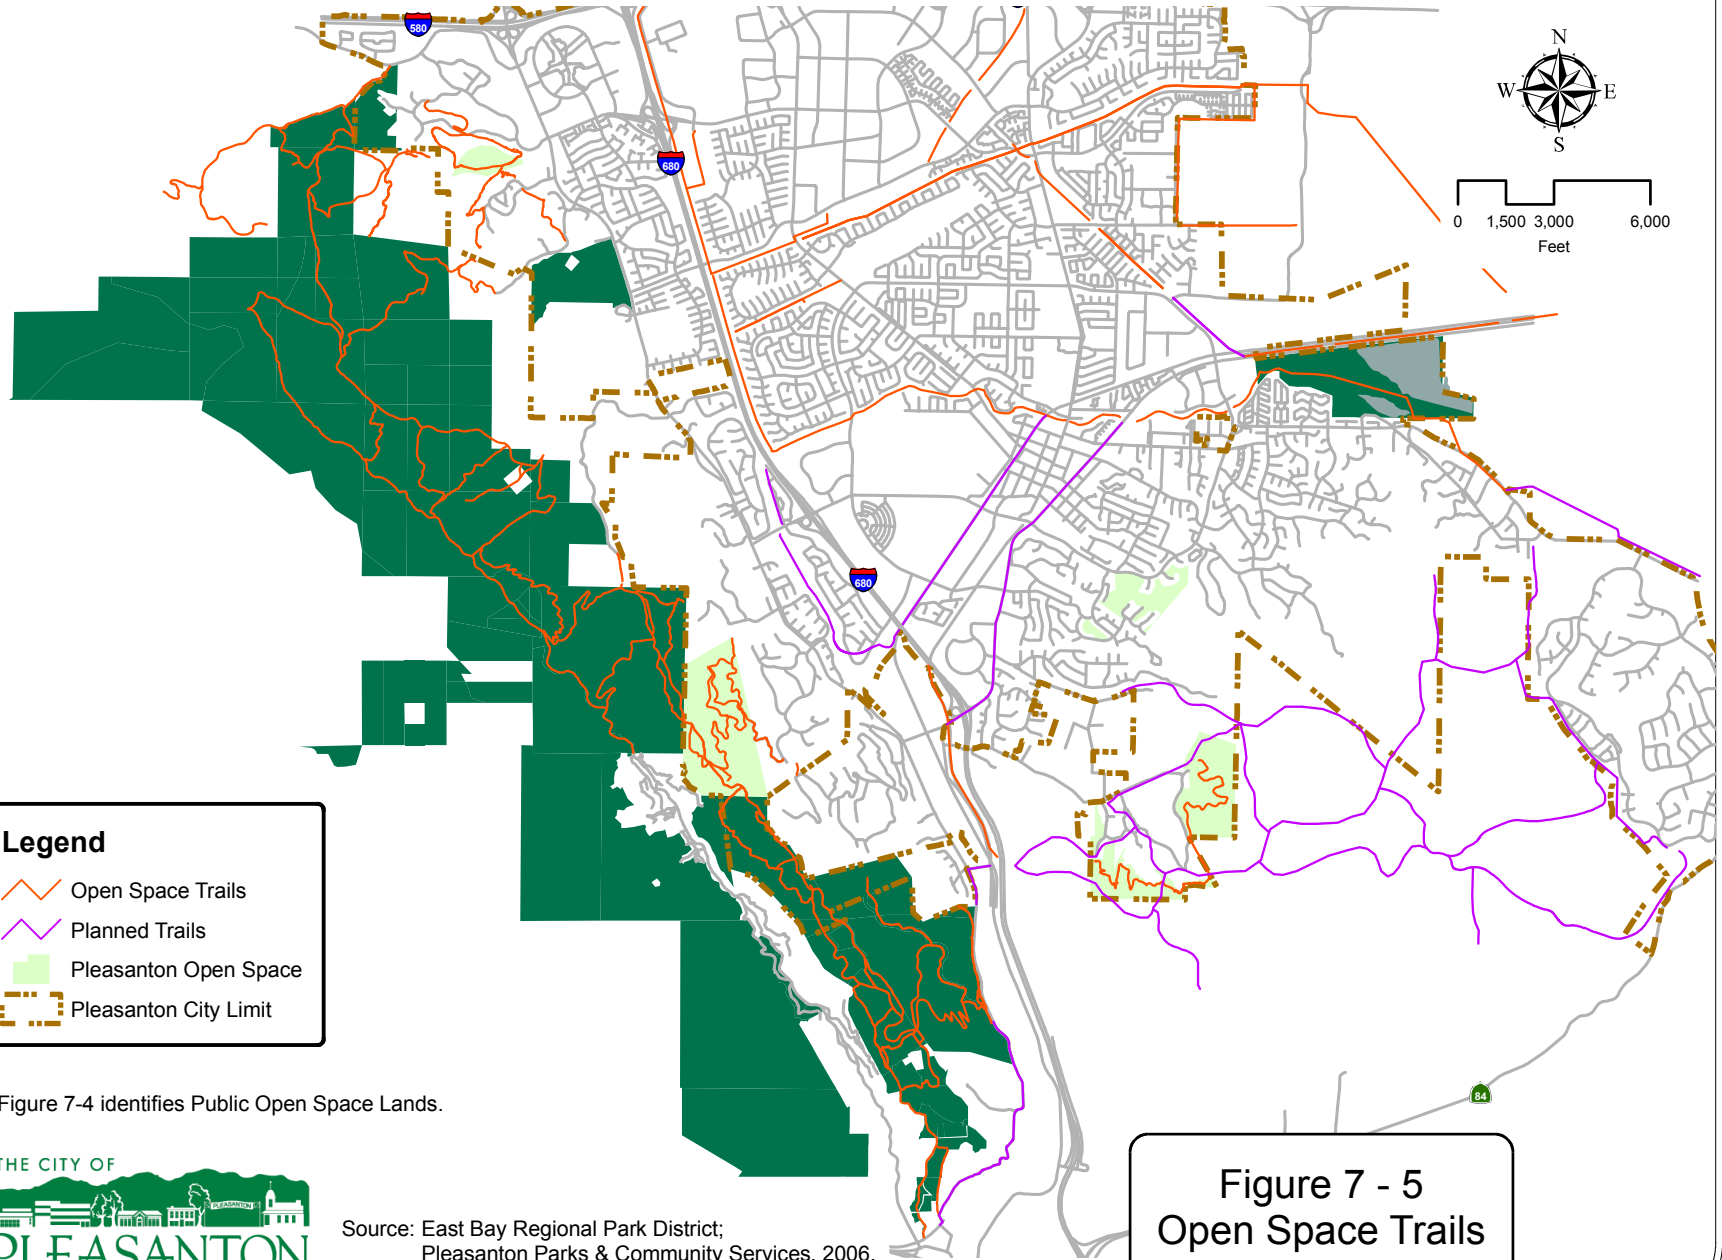 580
N
W E
S
680
0 1,500 3,000 6,000
Feet
680
Legend
Open Space Trails
Planned Trails
Pleasanton Open Space
Pleasanton City Limit
Figure 7-4 identifies Public Open Space Lands.
84
THE CITY OF
PLEASANTON
PLEASANTON
Source: East Bay Regional Park District;
Pleasanton Parks & Community Services, 2006.
Figure 7 - 5
Open Space Trails